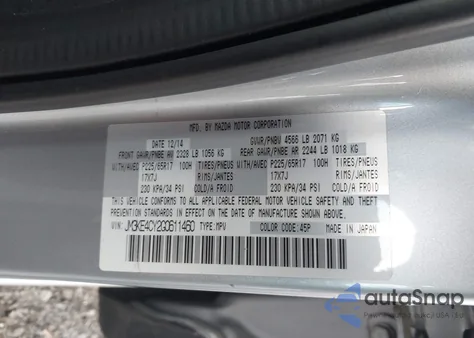 MFG. BY MAZDA MOTOR CORPORATION
DATE 12/14 GAWR/PNBV 4566 LB 2071 KG
FRONT GAWR/PNBE AV 2328 LB 1056 KG REAR GAWR/PNBE AR 2244 LB 1018 KG
WITH/AVEC P225/65R17 100H TIRES/PNEUS WITH/AVEC P225/65R17 100H TIRES/PNEU
17X7J RIMS/JANTES 17X7J RIMS/JANTES
230 KPA/34 PSI COLD/A FROID 230 KPA/34 PSI COLD/A FROID
THIS VEHICLE CONFORMS TO ALL APPLICABLE FEDERAL MOTOR VEHICLE SAFETY AND THEFT
PREVENTION STANDARDS IN EFFECT ON THE DATE OF MANUFACTURE SHOWN ABOVE.
VIN: JM3KE4CY2G0611460 TYPE:MPV COLOR CODE:45P MADE IN JAPAN
autoSnap